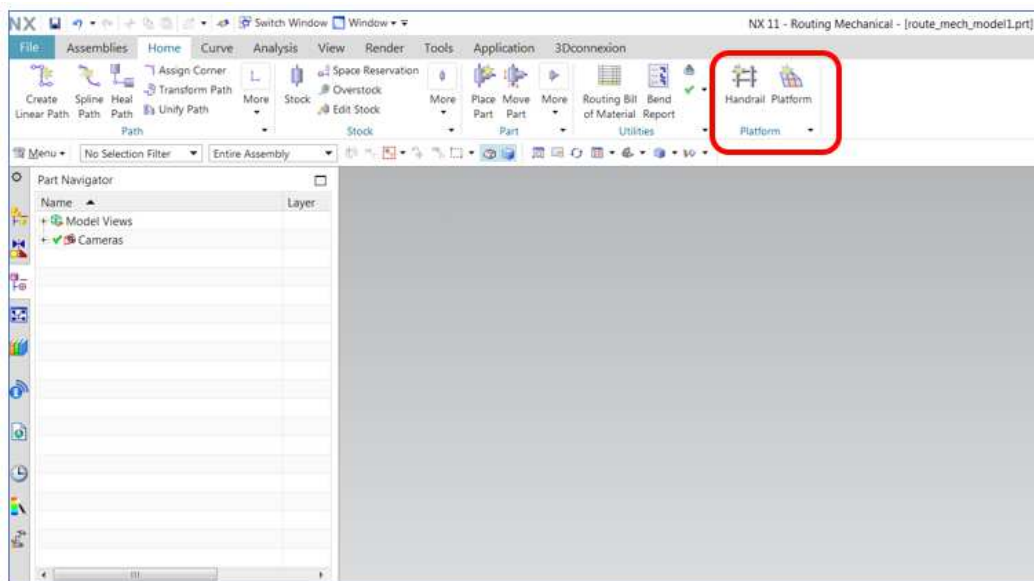 NX Switch Window Window NX 11 - Routing Mechanical - [route_mech_model1.prt]
File Assemblies Home Curve Analysis View Render Tools Application 3Dconnexion
Create Linear Path
Spline Path
Heal Path
Assign Corner
Transform Path
Unify Path
More
Path
Stock
Space Reservation
Overstock
Edit Stock
More
Stock
Place Part
Move Part
More
Part
Routing Bill of Material
Bend Report
Utilities
Handrail Platform
Platform
Menu No Selection Filter Entire Assembly
Part Navigator
Name Layer
Model Views
Cameras